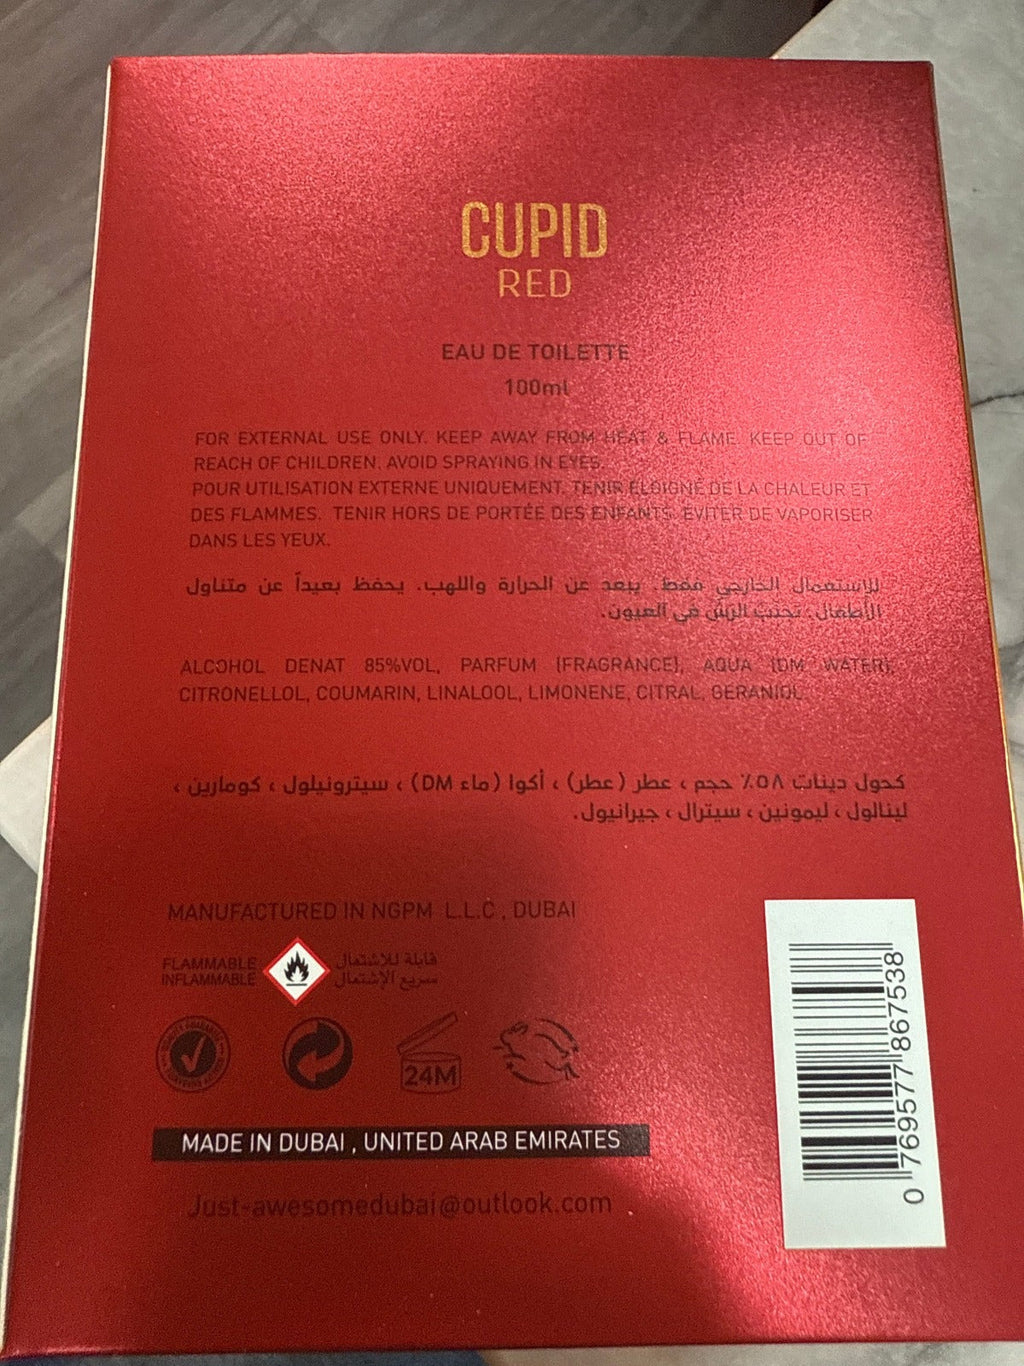 CUPID
RED
EAU DE TOILETTE
100ml
FOR EXTERNAL USE ONLY. KEEP AWAY FROM HEAT & FLAME. KEEP OUT OF
REACH OF CHILDREN. AVOID SPRAYING IN EYES.
POUR UTILISATION EXTERNE UNIQUEMENT. TENIR ÉLOIGNÉ DE LA CHALEUR ET
DES FLAMMES. TENIR HORS DE PORTÉE DES ENFANTS. ÉVITER DE VAPORISER
DANS LES YEUX.
للإستعمال الخارجي فقط. يبعد عن الحرارة واللهب. يحفظ بعيداً عن متناول
الأطفال. تجنب الرش في العيون.
ALCOHOL DENAT 85%VOL, PARFUM (FRAGRANCE), AQUA (DM WATER),
CITRONELLOL, COUMARIN, LINALOOL, LIMONENE, CITRAL, GERANIOL
كحول دينات ٥٨٪ حجم ، عطر (عطر) ، أكوا (ماء DM) ، سيترونيلول ، كومارين ،
لينالول ، ليمونين ، سيترال ، جيرانيول.
MANUFACTURED IN NGPM L.L.C , DUBAI
FLAMMABLE قابلة للاشتعال
INFLAMMABLE سريع الإشتعال
24M
MADE IN DUBAI , UNITED ARAB EMIRATES
Just-awesomedubai@outlook.com
0 769577 867538